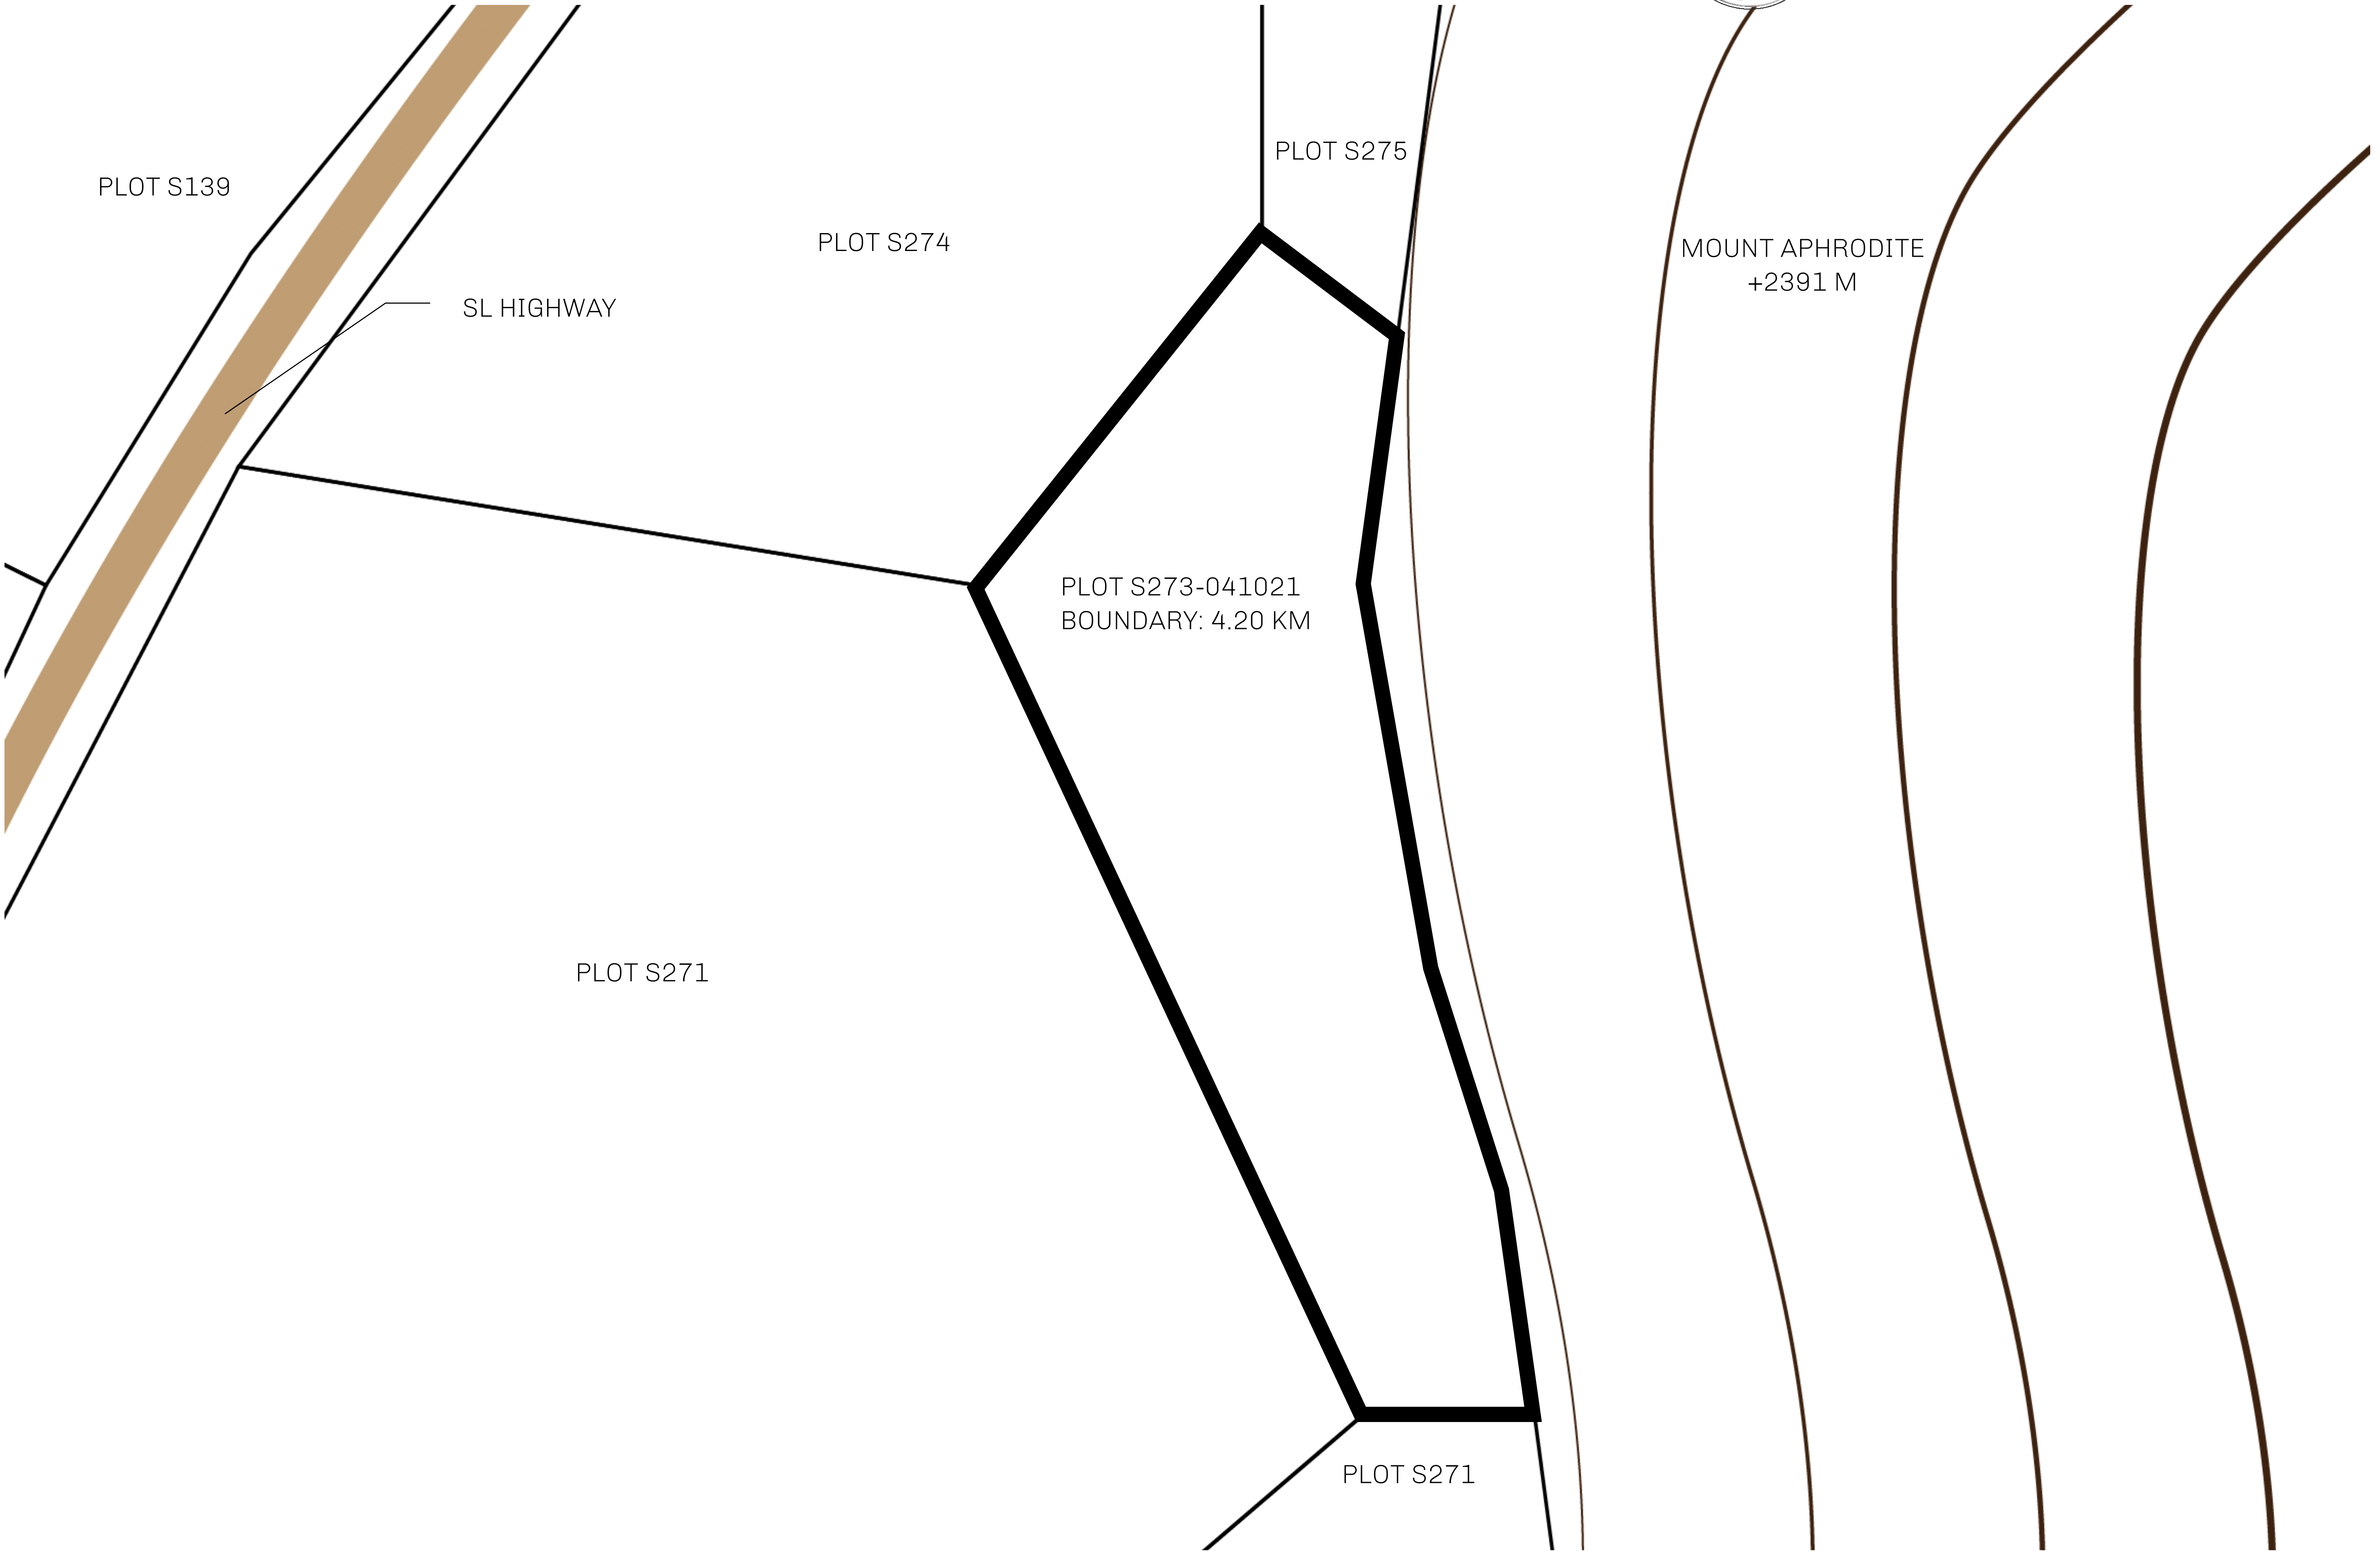 PLOT S275
PLOT S139
PLOT S274
MOUNT APHRODITE
+2391 M
SL HIGHWAY
PLOT S273-041021
BOUNDARY: 4.20 KM
PLOT S271
PLOT S271